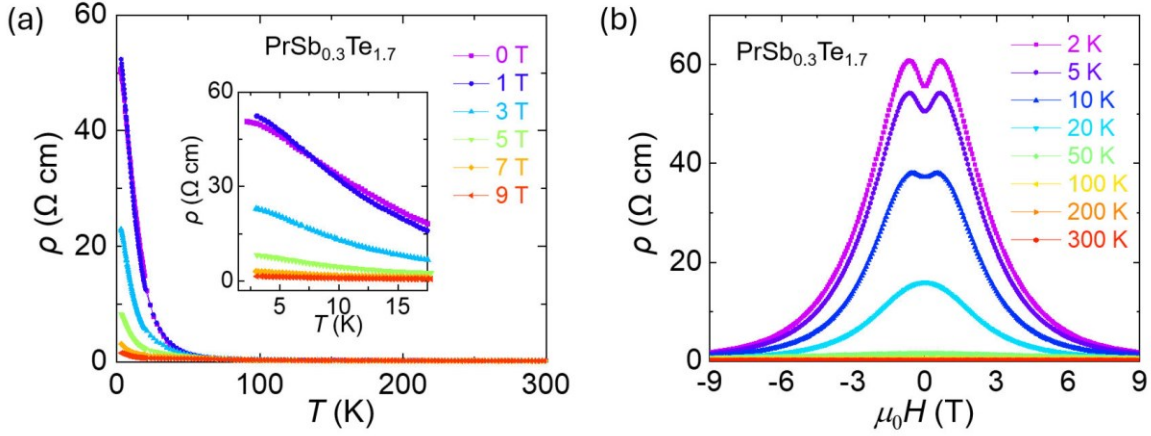 (a)
PrSb₀.₃Te₁.₇
0 T
1 T
3 T
5 T
7 T
9 T
60
40
20
0
ρ (Ω cm)
0
100
200
300
T (K)
60
30
0
ρ (Ω cm)
5
10
15
T (K)
(b)
PrSb₀.₃Te₁.₇
2 K
5 K
10 K
20 K
50 K
100 K
200 K
300 K
60
40
20
0
ρ (Ω cm)
-9
-6
-3
0
3
6
9
μ₀H (T)